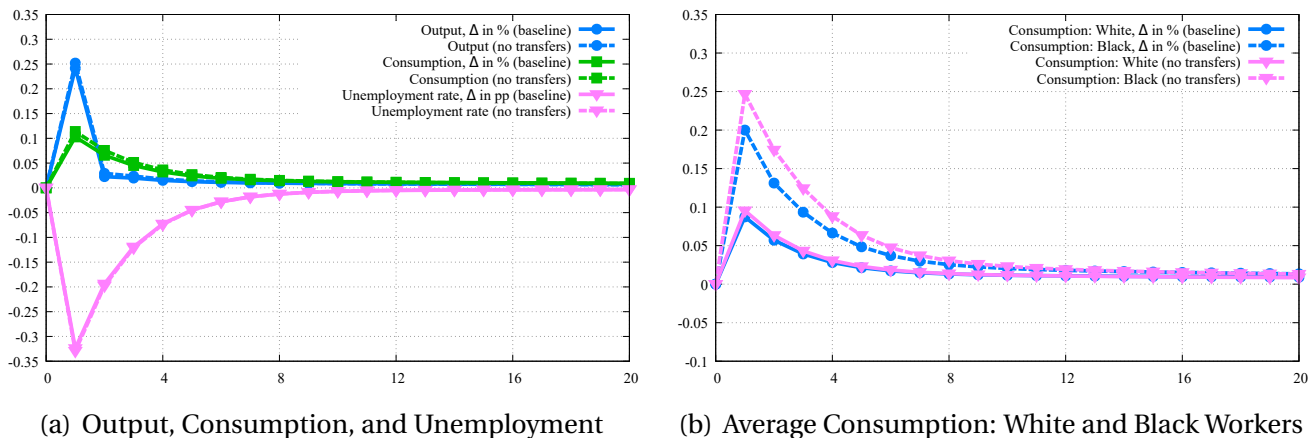 0.35
0.3
0.25
0.2
0.15
0.1
0.05
0
-0.05
-0.1
-0.15
-0.2
-0.25
-0.3
-0.35
0 4 8 12 16 20
Output, Δ in % (baseline)
Output (no transfers)
Consumption, Δ in % (baseline)
Consumption (no transfers)
Unemployment rate, Δ in pp (baseline)
Unemployment rate (no transfers)
(a) Output, Consumption, and Unemployment
0.35
0.3
0.25
0.2
0.15
0.1
0.05
0
-0.05
-0.1
0 4 8 12 16 20
Consumption: White, Δ in % (baseline)
Consumption: Black, Δ in % (baseline)
Consumption: White (no transfers)
Consumption: Black (no transfers)
(b) Average Consumption: White and Black Workers